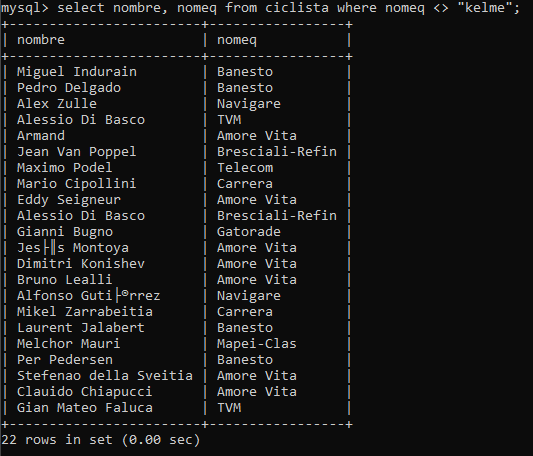 mysql> select nombre, nomeq from ciclista where nomeq <> "kelme";
+------------------------+-----------------+
| nombre                 | nomeq           |
+------------------------+-----------------+
| Miguel Indurain        | Banesto         |
| Pedro Delgado          | Banesto         |
| Alex Zulle             | Navigare        |
| Alessio Di Basco       | TVM             |
| Armand                 | Amore Vita      |
| Jean Van Poppel        | Bresciali-Refin |
| Maximo Podel           | Telecom         |
| Mario Cipollini        | Carrera         |
| Eddy Seigneur          | Amore Vita      |
| Alessio Di Basco       | Bresciali-Refin |
| Gianni Bugno           | Gatorade        |
| Jes├║s Montoya         | Amore Vita      |
| Dimitri Konishev       | Amore Vita      |
| Bruno Lealli           | Amore Vita      |
| Alfonso Guti├®rrez     | Navigare        |
| Mikel Zarrabeitia      | Carrera         |
| Laurent Jalabert       | Banesto         |
| Melchor Mauri          | Mapei-Clas      |
| Per Pedersen           | Banesto         |
| Stefenao della Sveitia | Amore Vita      |
| Clauido Chiapucci      | Amore Vita      |
| Gian Mateo Faluca      | TVM             |
+------------------------+-----------------+
22 rows in set (0.00 sec)